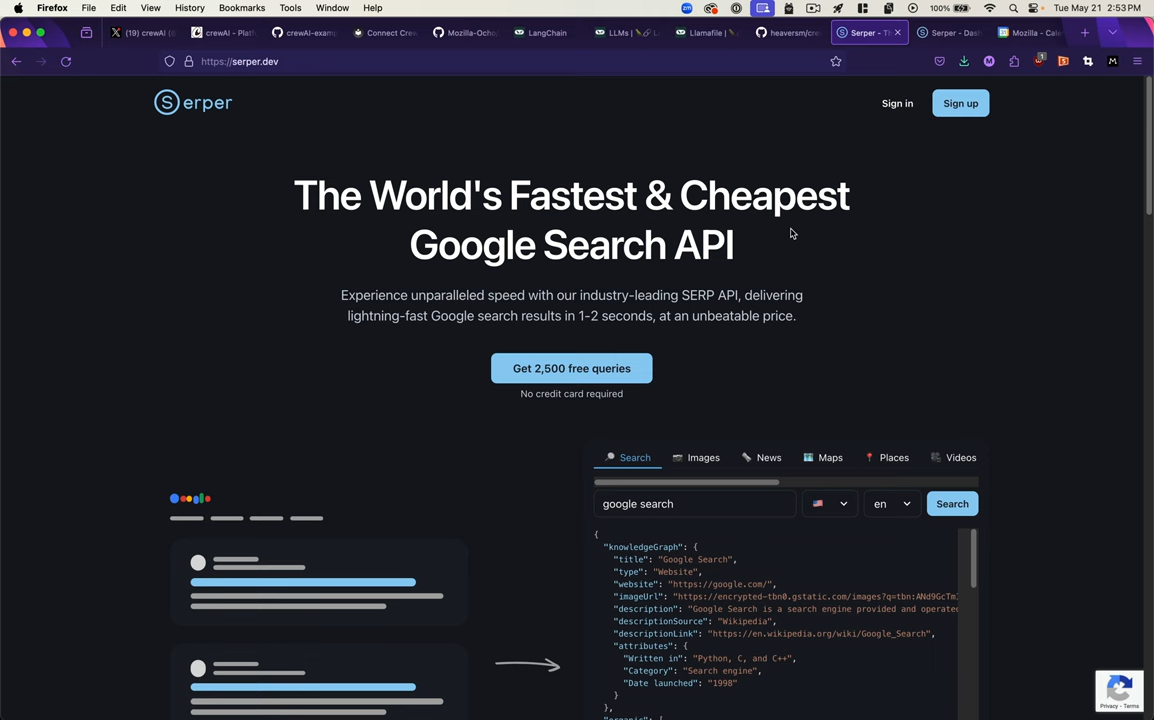 Firefox File Edit View History Bookmarks Tools Window Help 100% Tue May 21 2:53 PM
(19) crewAI ( crewAI - Platf crewAI-examp Connect Crew Mozilla-Ocho LangChain LLMs | Llamafile | heaversm/cre Serper - Th Serper - Dash Mozilla - Cale
https://serper.dev
1
Serper
Sign in
Sign up
The World's Fastest & Cheapest
Google Search API
Experience unparalleled speed with our industry-leading SERP API, delivering
lightning-fast Google search results in 1-2 seconds, at an unbeatable price.
Get 2,500 free queries
No credit card required
Search Images News Maps Places Videos
google search
en
Search
{
"knowledgeGraph": {
"title": "Google Search",
"type": "Website",
"website": "https://google.com/",
"imageUrl": "https://encrypted-tbn0.gstatic.com/images?q=tbn:ANd9GcTm
"description": "Google Search is a search engine provided and operate
"descriptionSource": "Wikipedia",
"descriptionLink": "https://en.wikipedia.org/wiki/Google_Search",
"attributes": {
"Written in": "Python, C, and C++",
"Category": "Search engine",
"Date launched": "1998"
}
},
"organic": [
Privacy - Terms